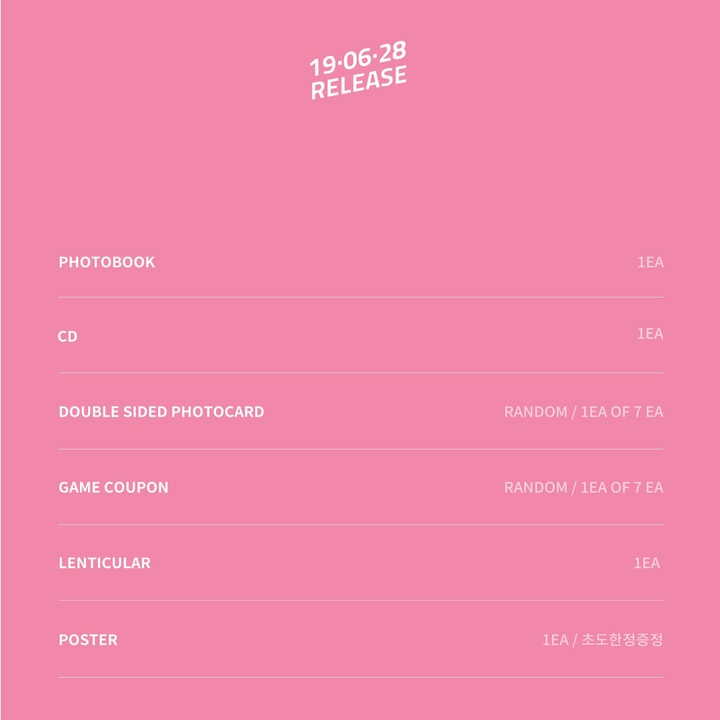 19·06·28
RELEASE
PHOTOBOOK 1EA
CD 1EA
DOUBLE SIDED PHOTOCARD RANDOM / 1EA OF 7 EA
GAME COUPON RANDOM / 1EA OF 7 EA
LENTICULAR 1EA
POSTER 1EA / 초도한정증정